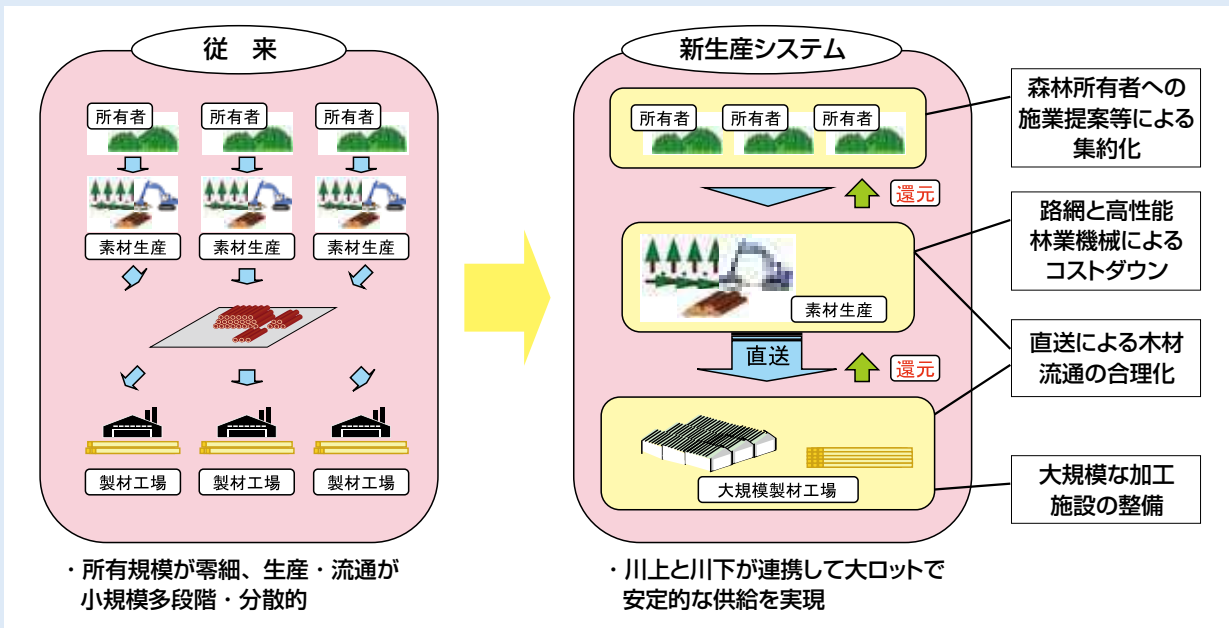 従 来
所有者 所有者 所有者
素材生産 素材生産 素材生産
製材工場 製材工場 製材工場
・所有規模が零細、生産・流通が
小規模多段階・分散的
新生産システム
所有者 所有者 所有者
還元
素材生産
直送
還元
大規模製材工場
・川上と川下が連携して大ロットで
安定的な供給を実現
森林所有者への
施業提案等による
集約化
路網と高性能
林業機械による
コストダウン
直送による木材
流通の合理化
大規模な加工
施設の整備